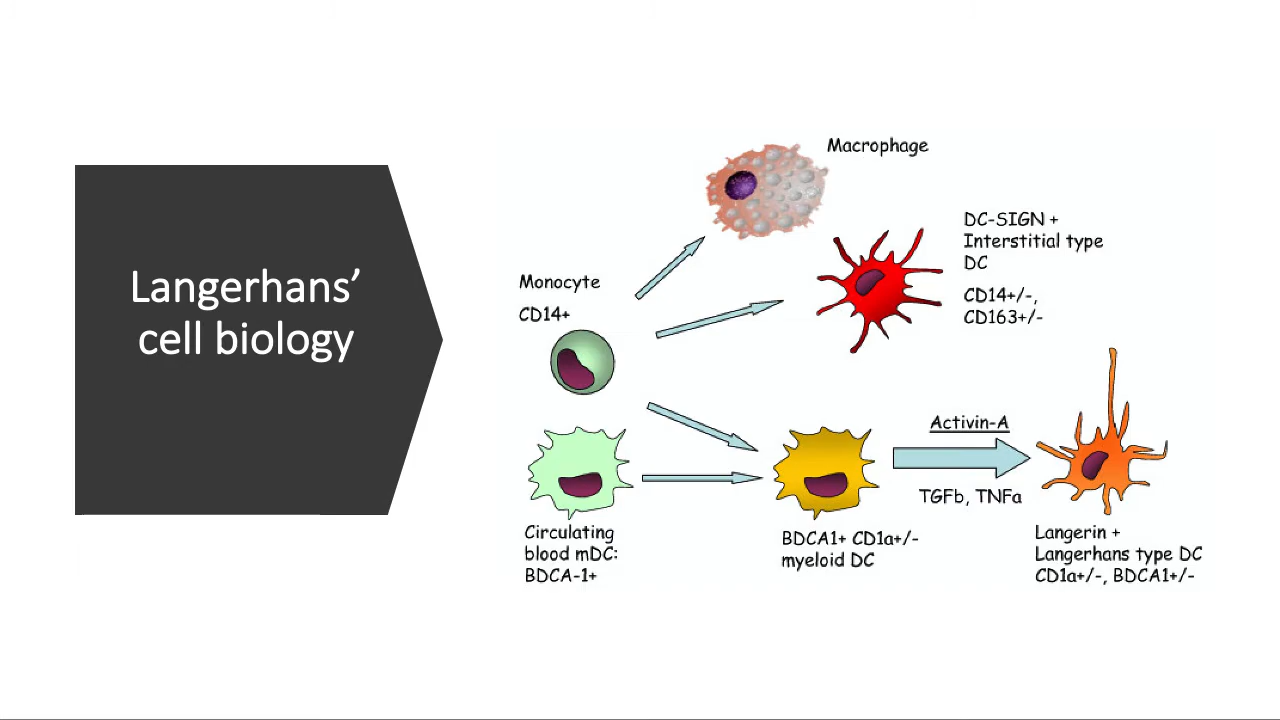 Langerhans’
cell biology
Macrophage
DC-SIGN +
Interstitial type
DC
CD14+/-,
CD163+/-
Monocyte
CD14+
Activin-A
TGFb, TNFa
Circulating
blood mDC:
BDCA-1+
BDCA1+ CD1a+/-
myeloid DC
Langerin +
Langerhans type DC
CD1a+/-, BDCA1+/-